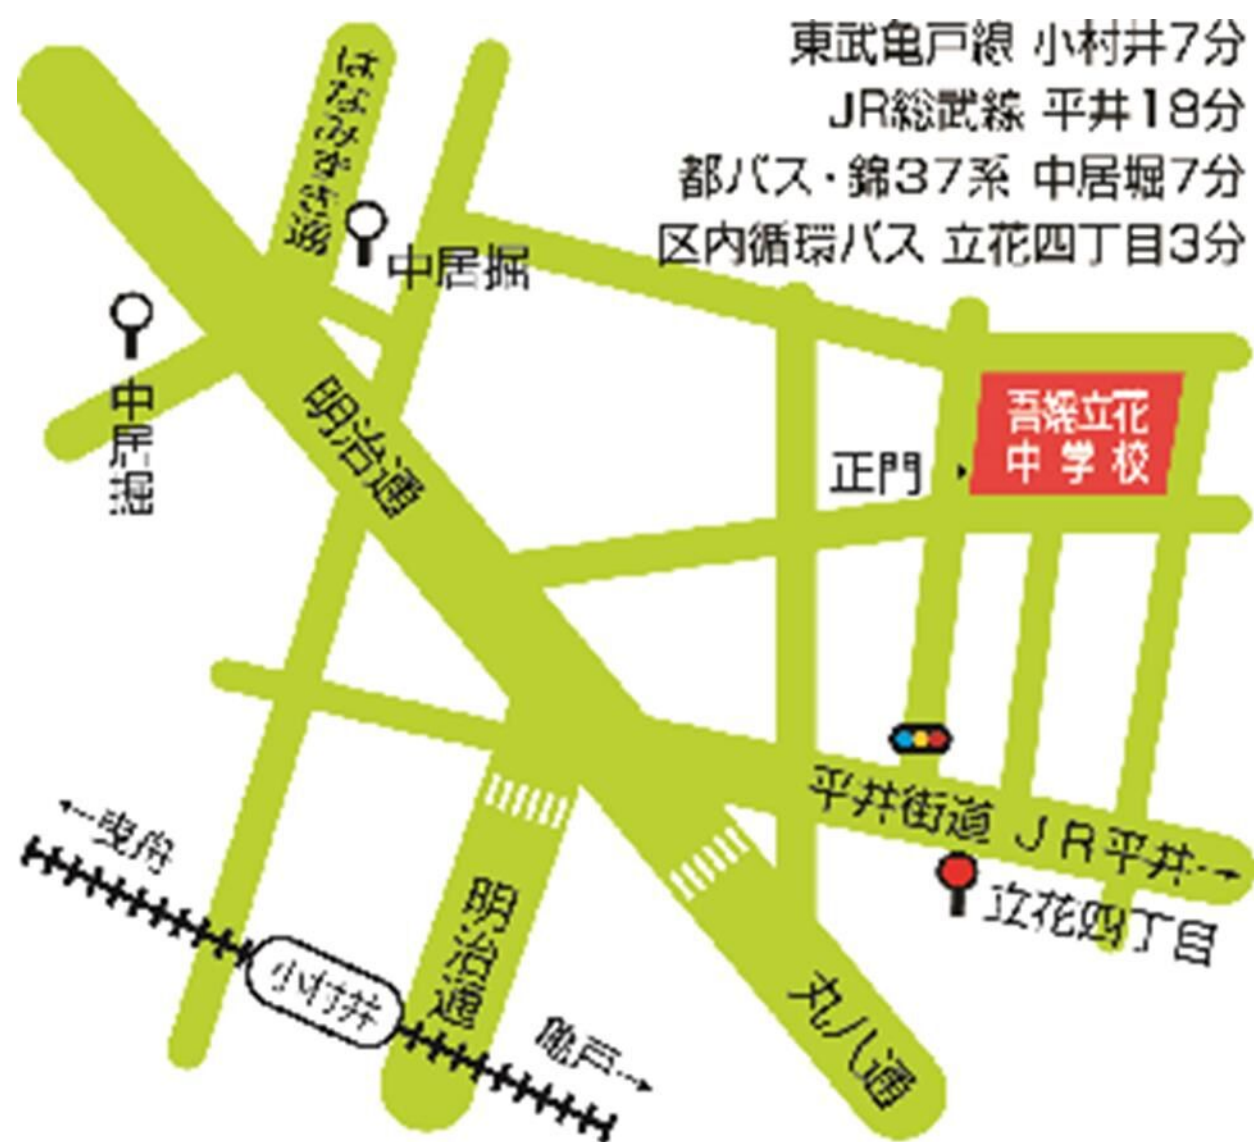 東武亀戸線 小村井7分
JR総武線 平井18分
都バス・錦37系 中居堀7分
区内循環バス 立花四丁目3分
はなみずき通
中居堀
中居堀
明治通
吾嬬立花
中学校
正門
平井街道 JR平井→
立花四丁目
←曳舟
小村井
明治通
亀戸→
丸八通